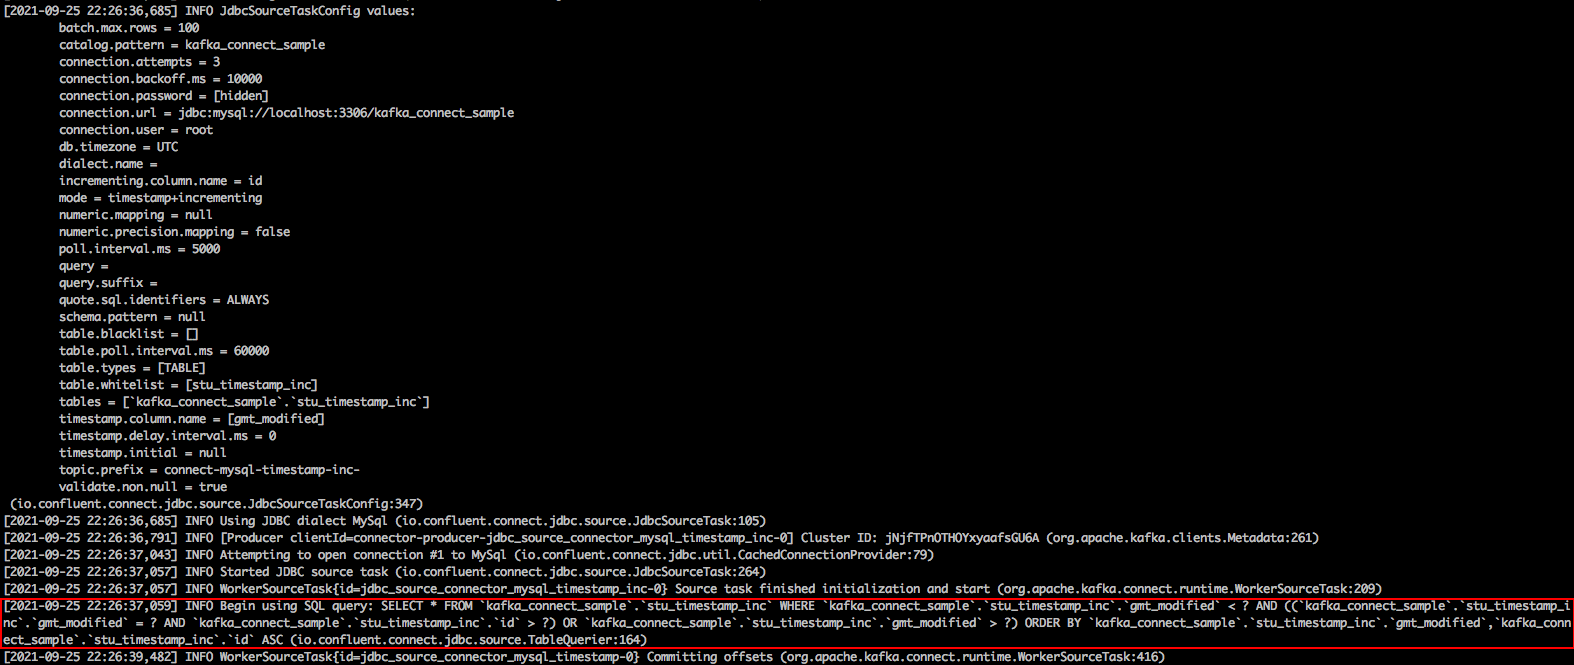 [2021-09-25 22:26:36,685] INFO JdbcSourceTaskConfig values:
batch.max.rows = 100
catalog.pattern = kafka_connect_sample
connection.attempts = 3
connection.backoff.ms = 10000
connection.password = [hidden]
connection.url = jdbc:mysql://localhost:3306/kafka_connect_sample
connection.user = root
db.timezone = UTC
dialect.name =
incrementing.column.name = id
mode = timestamp+incrementing
numeric.mapping = null
numeric.precision.mapping = false
poll.interval.ms = 5000
query =
query.suffix =
quote.sql.identifiers = ALWAYS
schema.pattern = null
table.blacklist = []
table.poll.interval.ms = 60000
table.types = [TABLE]
table.whitelist = [stu_timestamp_inc]
tables = [`kafka_connect_sample`.`stu_timestamp_inc`]
timestamp.column.name = [gmt_modified]
timestamp.delay.interval.ms = 0
timestamp.initial = null
topic.prefix = connect-mysql-timestamp-inc-
validate.non.null = true
(io.confluent.connect.jdbc.source.JdbcSourceTaskConfig:347)
[2021-09-25 22:26:36,685] INFO Using JDBC dialect MySql (io.confluent.connect.jdbc.source.JdbcSourceTask:105)
[2021-09-25 22:26:36,791] INFO [Producer clientId=connector-producer-jdbc_source_connector_mysql_timestamp_inc-0] Cluster ID: jNjfTPnOTHOYxyaafsGU6A (org.apache.kafka.clients.Metadata:261)
[2021-09-25 22:26:37,043] INFO Attempting to open connection #1 to MySql (io.confluent.connect.jdbc.util.CachedConnectionProvider:79)
[2021-09-25 22:26:37,057] INFO Started JDBC source task (io.confluent.connect.jdbc.source.JdbcSourceTask:264)
[2021-09-25 22:26:37,057] INFO WorkerSourceTask{id=jdbc_source_connector_mysql_timestamp_inc-0} Source task finished initialization and start (org.apache.kafka.connect.runtime.WorkerSourceTask:209)
[2021-09-25 22:26:37,059] INFO Begin using SQL query: SELECT * FROM `kafka_connect_sample`.`stu_timestamp_inc` WHERE `kafka_connect_sample`.`stu_timestamp_inc`.`gmt_modified` < ? AND ((`kafka_connect_sample`.`stu_timestamp_i
nc`.`gmt_modified` = ? AND `kafka_connect_sample`.`stu_timestamp_inc`.`id` > ?) OR `kafka_connect_sample`.`stu_timestamp_inc`.`gmt_modified` > ?) ORDER BY `kafka_connect_sample`.`stu_timestamp_inc`.`gmt_modified`,`kafka_conn
ect_sample`.`stu_timestamp_inc`.`id` ASC (io.confluent.connect.jdbc.source.TableQuerier:164)
[2021-09-25 22:26:39,482] INFO WorkerSourceTask{id=jdbc_source_connector_mysql_timestamp-0} Committing offsets (org.apache.kafka.connect.runtime.WorkerSourceTask:416)